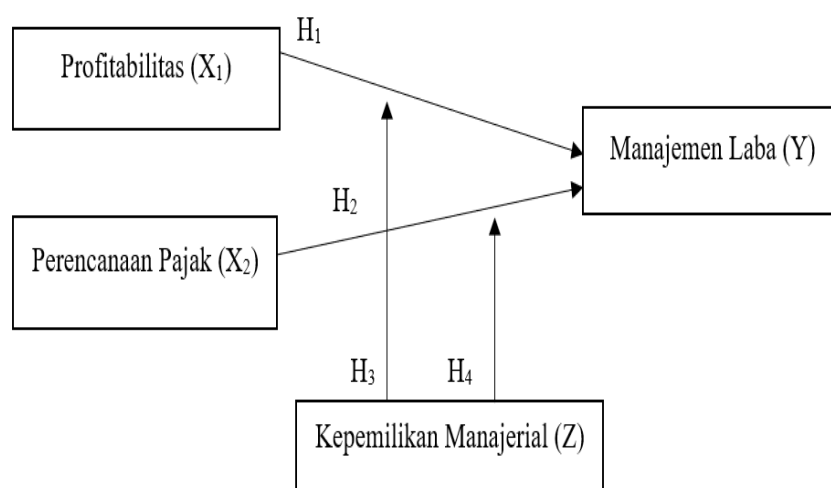 H₁
Profitabilitas (X₁)
Manajemen Laba (Y)
H₂
Perencanaan Pajak (X₂)
H₃
H₄
Kepemilikan Manajerial (Z)